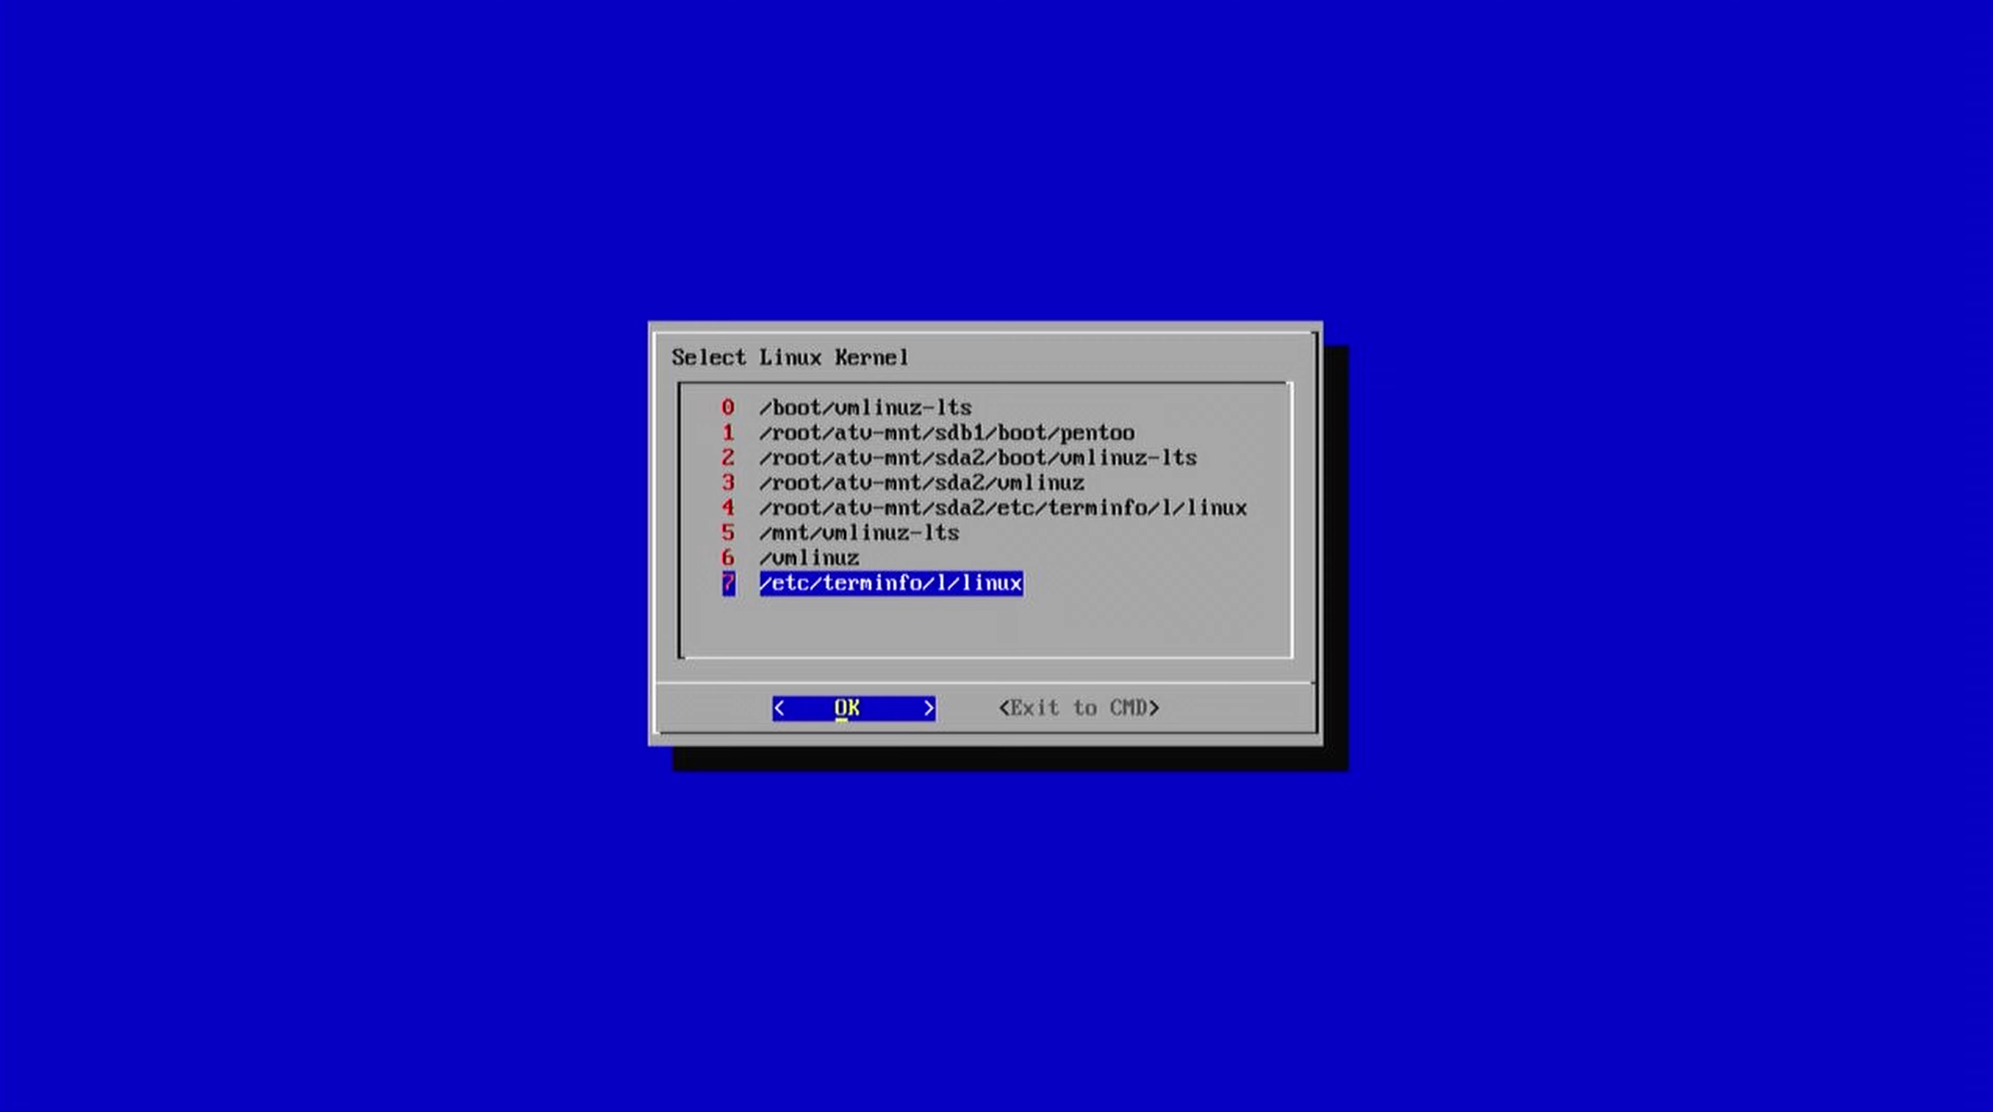 Select Linux Kernel
0 /boot/vmlinuz-lts
1 /root/atv-mnt/sdb1/boot/pentoo
2 /root/atv-mnt/sda2/boot/vmlinuz-lts
3 /root/atv-mnt/sda2/vmlinuz
4 /root/atv-mnt/sda2/etc/terminfo/l/linux
5 /mnt/vmlinuz-lts
6 /vmlinuz
7 /etc/terminfo/l/linux
< OK > <Exit to CMD>